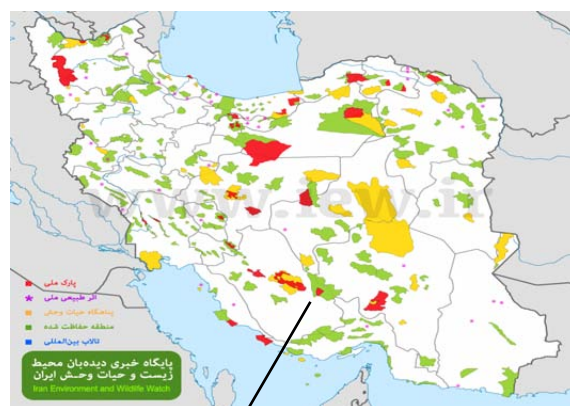 www.iew.ir
پارک ملی
اثر طبیعی ملی
پناهگاه حیات وحش
منطقه حفاظت شده
تالاب بین‌المللی
پایگاه خبری دیده‌بان محیط
زیست و حیات وحـش ایران
Iran Environment and Wildlife Watch